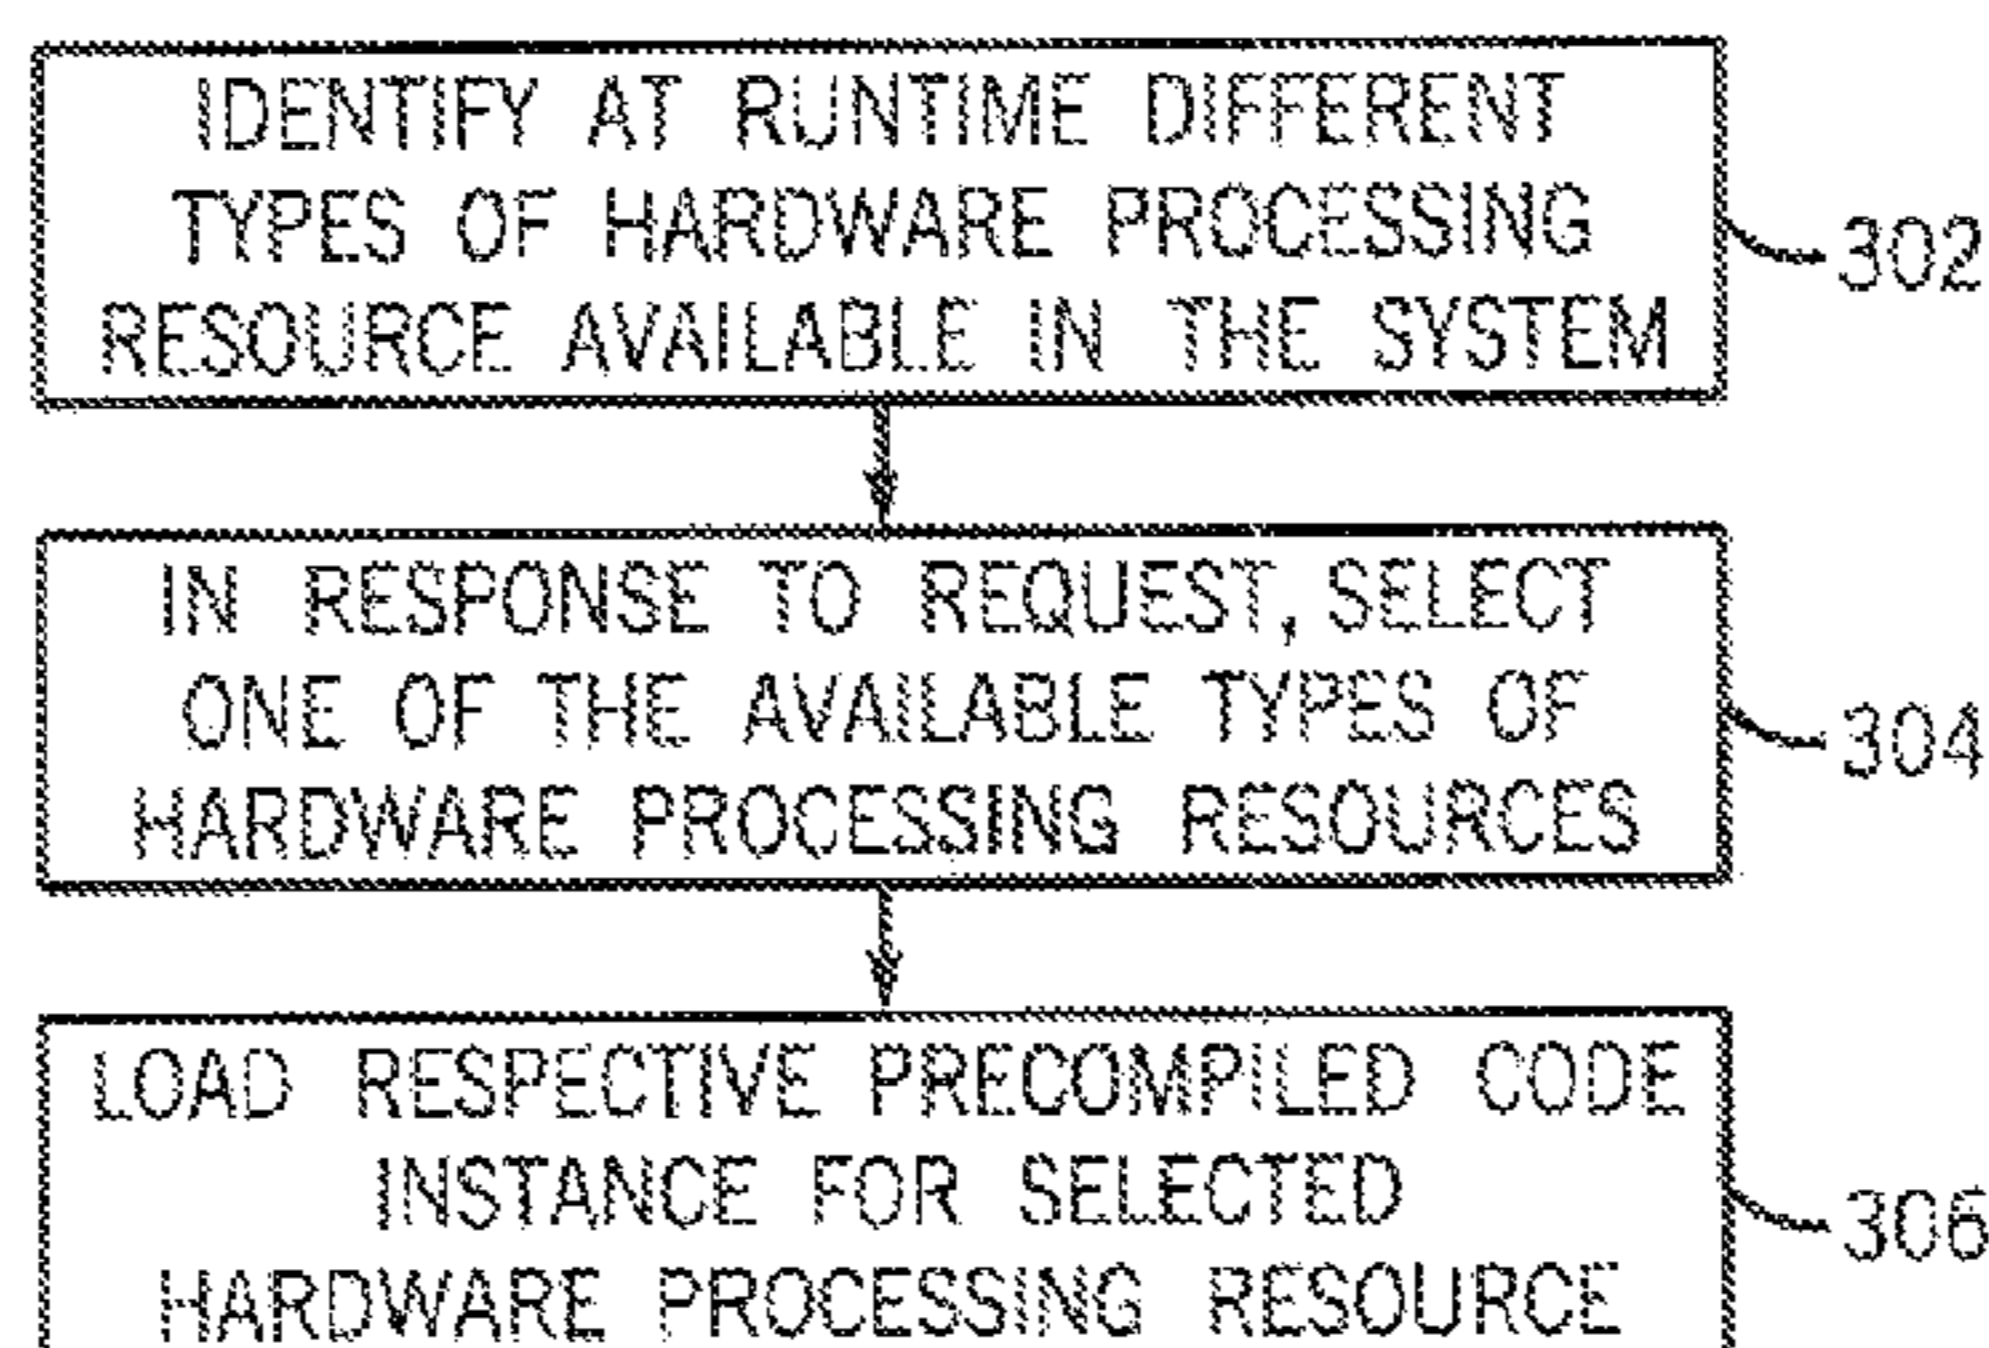 IDENTIFY AT RUNTIME DIFFERENT
TYPES OF HARDWARE PROCESSING
RESOURCE AVAILABLE IN THE SYSTEM
302
IN RESPONSE TO REQUEST, SELECT
ONE OF THE AVAILABLE TYPES OF
HARDWARE PROCESSING RESOURCES
304
LOAD RESPECTIVE PRECOMPILED CODE
INSTANCE FOR SELECTED
HARDWARE PROCESSING RESOURCE
306